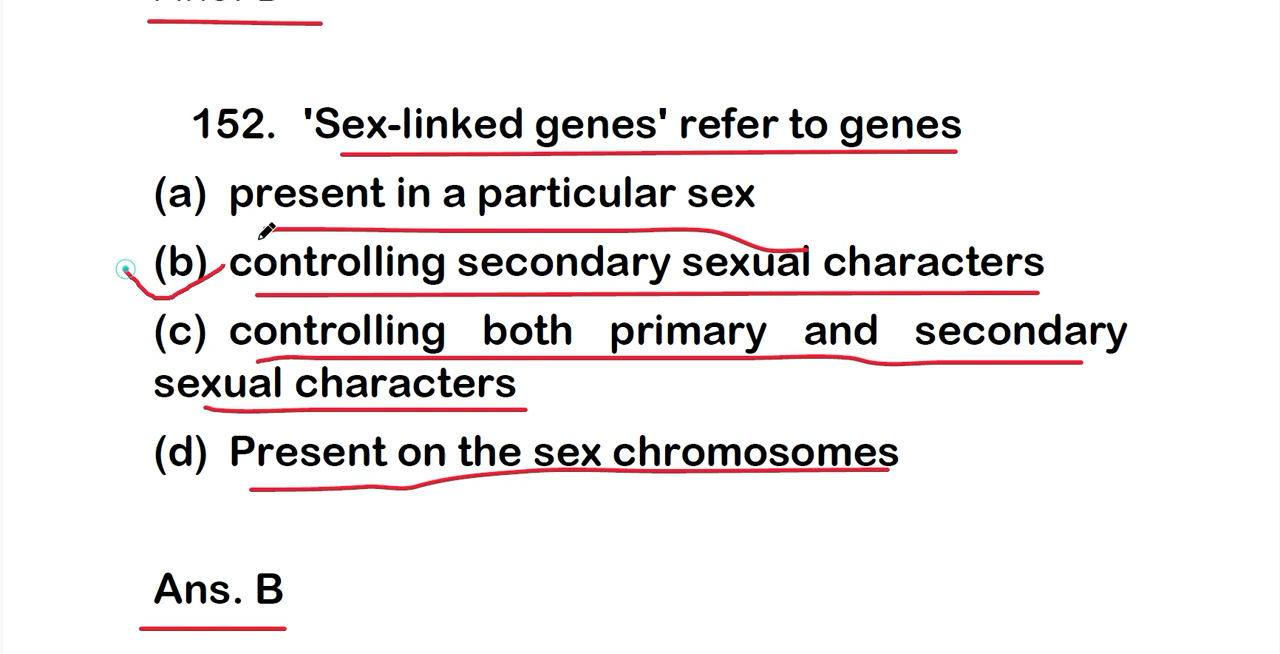 152. 'Sex-linked genes' refer to genes
(a) present in a particular sex
(b) controlling secondary sexual characters
(c) controlling both primary and secondary
sexual characters
(d) Present on the sex chromosomes
Ans. B